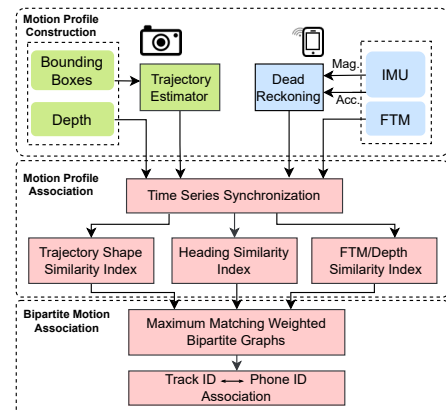 Motion Profile
Construction
Bounding
Boxes
Depth
Trajectory
Estimator
Dead
Reckoning
Mag.
Acc.
IMU
FTM
Motion Profile
Association
Time Series Synchronization
Trajectory Shape
Similarity Index
Heading Similarity
Index
FTM/Depth
Similarity Index
Bipartite Motion
Association
Maximum Matching Weighted
Bipartite Graphs
Track ID ⟷ Phone ID
Association